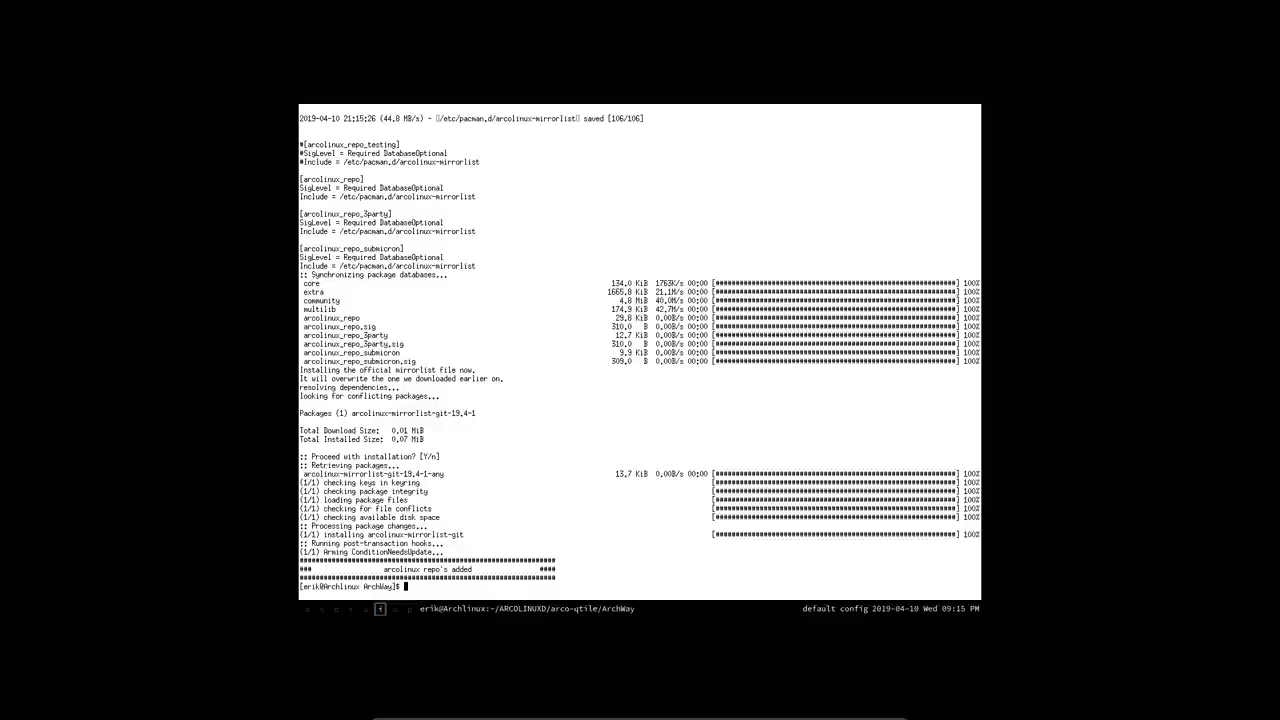 2019-04-10 21:15:26 (44.8 MB/s) - /etc/pacman.d/arcolinux-mirrorlist saved [106/106]
#[arcolinux_repo_testing]
#SigLevel = Required DatabaseOptional
#Include = /etc/pacman.d/arcolinux-mirrorlist
[arcolinux_repo]
SigLevel = Required DatabaseOptional
Include = /etc/pacman.d/arcolinux-mirrorlist
[arcolinux_repo_3party]
SigLevel = Required DatabaseOptional
Include = /etc/pacman.d/arcolinux-mirrorlist
[arcolinux_repo_submicron]
SigLevel = Required DatabaseOptional
Include = /etc/pacman.d/arcolinux-mirrorlist
:: Synchronizing package databases...
core 134.0 KiB 1763K/s 00:00 [########################################################] 100%
extra 1665.8 KiB 21.1M/s 00:00 [########################################################] 100%
community 4.8 MiB 40.0M/s 00:00 [########################################################] 100%
multilib 174.9 KiB 42.7M/s 00:00 [########################################################] 100%
arcolinux_repo 29.8 KiB 0.00B/s 00:00 [########################################################] 100%
arcolinux_repo.sig 310.0 B 0.00B/s 00:00 [########################################################] 100%
arcolinux_repo_3party 12.7 KiB 0.00B/s 00:00 [########################################################] 100%
arcolinux_repo_3party.sig 310.0 B 0.00B/s 00:00 [########################################################] 100%
arcolinux_repo_submicron 9.9 KiB 0.00B/s 00:00 [########################################################] 100%
arcolinux_repo_submicron.sig 309.0 B 0.00B/s 00:00 [########################################################] 100%
Installing the official mirrorlist file now.
It will overwrite the one we downloaded earlier on.
resolving dependencies...
looking for conflicting packages...
Packages (1) arcolinux-mirrorlist-git-19.4-1
Total Download Size: 0.01 MiB
Total Installed Size: 0.07 MiB
:: Proceed with installation? [Y/n]
:: Retrieving packages...
arcolinux-mirrorlist-git-19.4-1-any 13.7 KiB 0.00B/s 00:00 [########################################################] 100%
(1/1) checking keys in keyring [########################################################] 100%
(1/1) checking package integrity [########################################################] 100%
(1/1) loading package files [########################################################] 100%
(1/1) checking for file conflicts [########################################################] 100%
(1/1) checking available disk space [########################################################] 100%
:: Processing package changes...
(1/1) installing arcolinux-mirrorlist-git [########################################################] 100%
:: Running post-transaction hooks...
(1/1) Arming ConditionNeedsUpdate...
################################################################
### arcolinux repo's added ####
################################################################
[erik@Archlinux ArchWay]$
a s t u i o p erik@Archlinux:~/ARCOLINUXD/arco-qtile/ArchWay default config 2019-04-10 Wed 09:15 PM